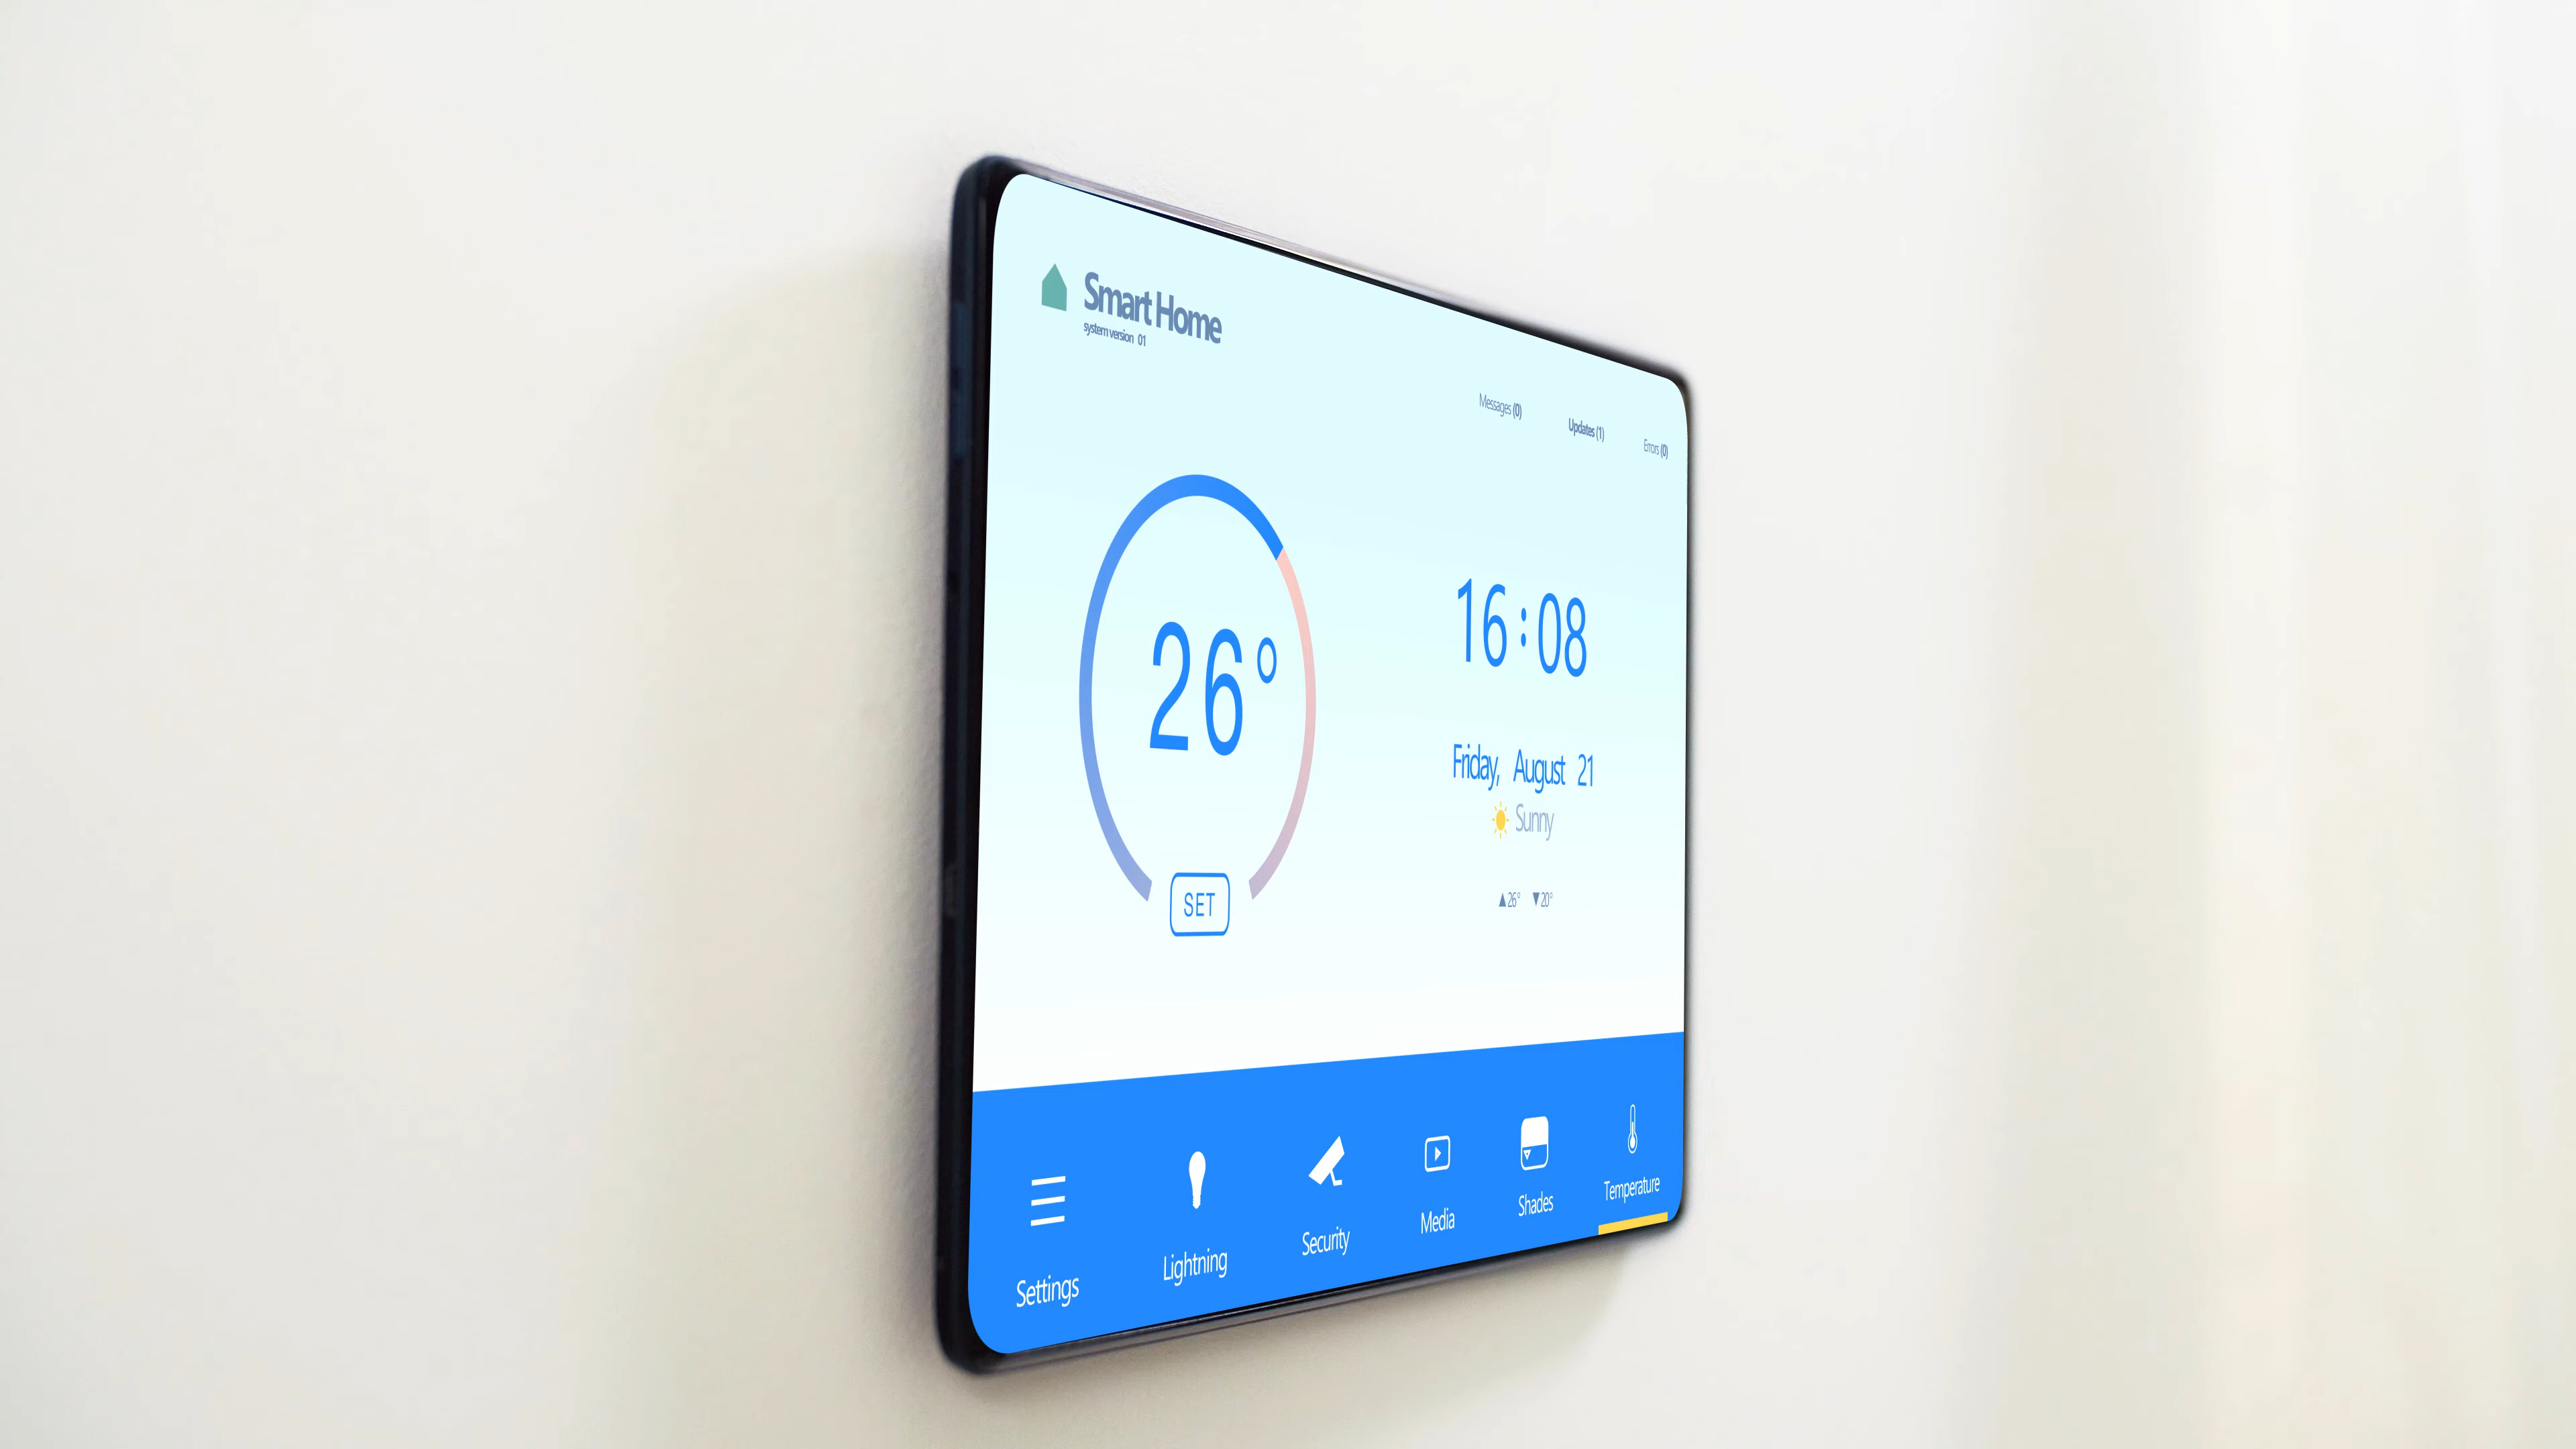 Smart Home
system version 01
Messages (0)
Updates (1)
Errors (0)
26°
16:08
Friday, August 21
Sunny
▲26° ▼20°
SET
Settings
Lightning
Security
Media
Shades
Temperature